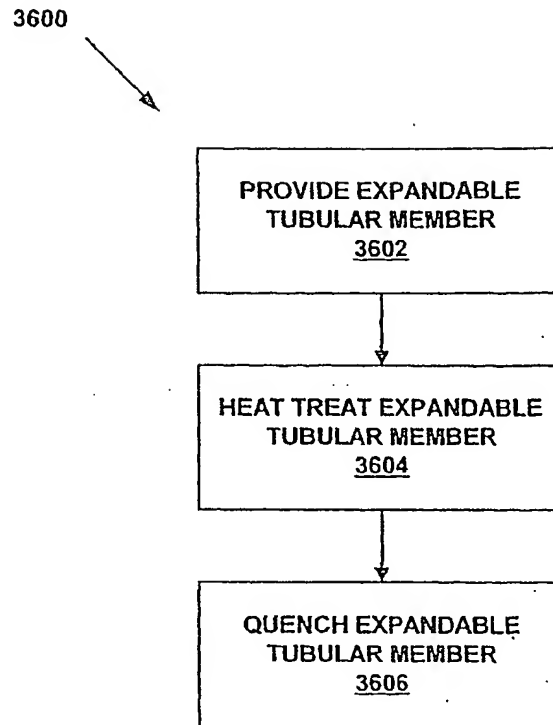 3600
PROVIDE EXPANDABLE
TUBULAR MEMBER
3602
HEAT TREAT EXPANDABLE
TUBULAR MEMBER
3604
QUENCH EXPANDABLE
TUBULAR MEMBER
3606